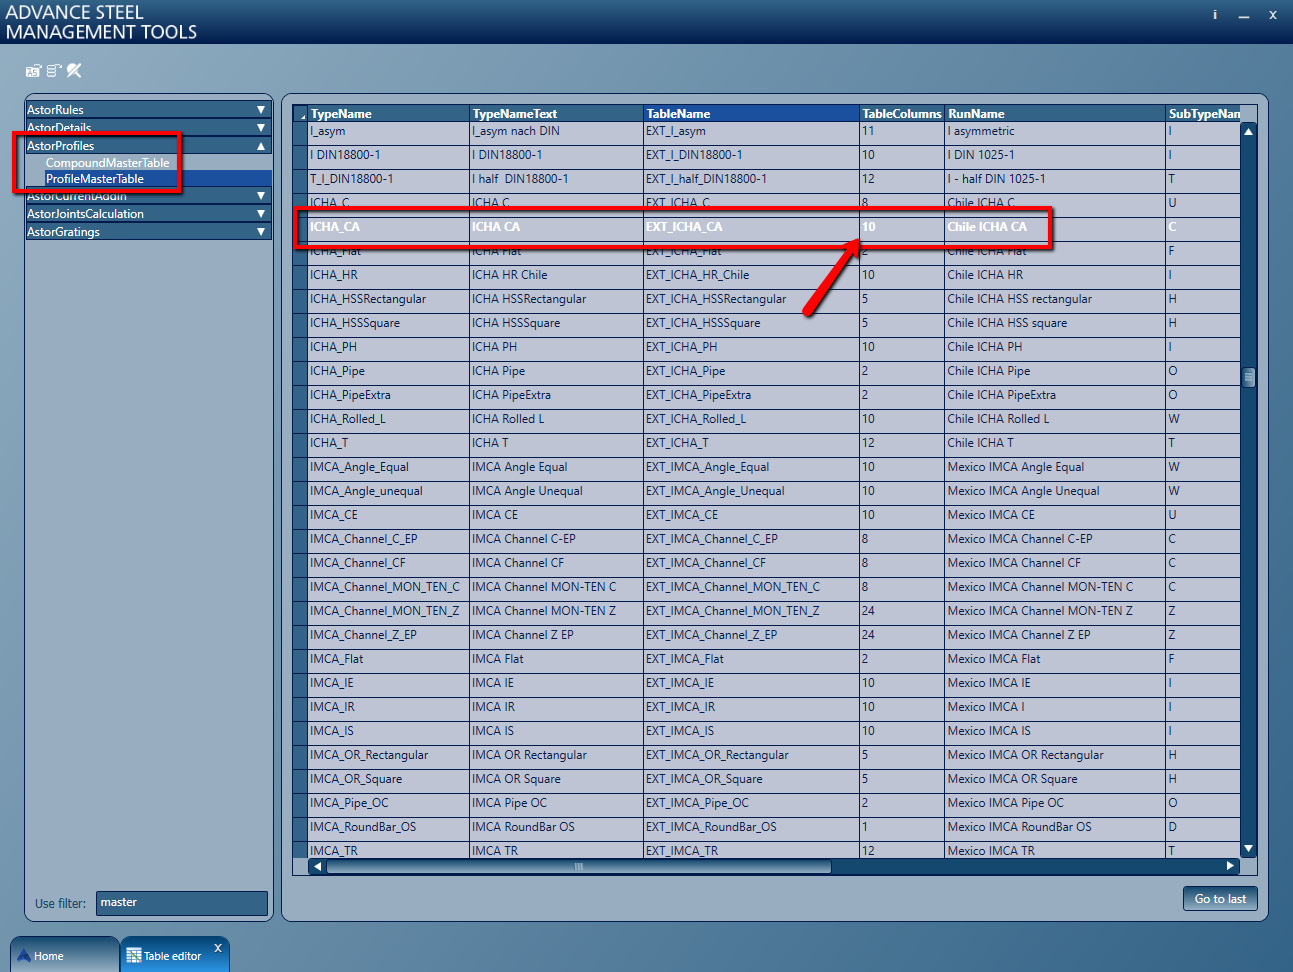 ADVANCE STEEL
MANAGEMENT TOOLS
i
X
AS
AstorRules
AstorDetails
AstorProfiles
CompoundMasterTable
ProfileMasterTable
AstorCurrentAddIn
AstorJointsCalculation
AstorGratings
TypeName TypeNameText TableName TableColumns RunName SubTypeNam
I_asym I_asym nach DIN EXT_I_asym 11 I asymmetric I
I DIN18800-1 I DIN18800-1 EXT_I_DIN18800-1 10 I DIN 1025-1 I
T_I_DIN18800-1 I half DIN18800-1 EXT_I_half_DIN18800-1 12 I - half DIN 1025-1 T
ICHA_C ICHA C EXT_ICHA_C 8 Chile ICHA C U
ICHA_CA ICHA CA EXT_ICHA_CA 10 Chile ICHA CA C
ICHA_Flat ICHA Flat EXT_ICHA_Flat 2 Chile ICHA Flat F
ICHA_HR ICHA HR Chile EXT_ICHA_HR_Chile 10 Chile ICHA HR I
ICHA_HSSRectangular ICHA HSSRectangular EXT_ICHA_HSSRectangular 5 Chile ICHA HSS rectangular H
ICHA_HSSSquare ICHA HSSSquare EXT_ICHA_HSSSquare 5 Chile ICHA HSS square H
ICHA_PH ICHA PH EXT_ICHA_PH 10 Chile ICHA PH I
ICHA_Pipe ICHA Pipe EXT_ICHA_Pipe 2 Chile ICHA Pipe O
ICHA_PipeExtra ICHA PipeExtra EXT_ICHA_PipeExtra 2 Chile ICHA PipeExtra O
ICHA_Rolled_L ICHA Rolled L EXT_ICHA_Rolled_L 10 Chile ICHA Rolled L W
ICHA_T ICHA T EXT_ICHA_T 12 Chile ICHA T T
IMCA_Angle_Equal IMCA Angle Equal EXT_IMCA_Angle_Equal 10 Mexico IMCA Angle Equal W
IMCA_Angle_unequal IMCA Angle Unequal EXT_IMCA_Angle_Unequal 10 Mexico IMCA Angle Unequal W
IMCA_CE IMCA CE EXT_IMCA_CE 10 Mexico IMCA CE U
IMCA_Channel_C_EP IMCA Channel C-EP EXT_IMCA_Channel_C_EP 8 Mexico IMCA Channel C-EP C
IMCA_Channel_CF IMCA Channel CF EXT_IMCA_Channel_CF 8 Mexico IMCA Channel CF C
IMCA_Channel_MON_TEN_C IMCA Channel MON-TEN C EXT_IMCA_Channel_MON_TEN_C 8 Mexico IMCA Channel MON-TEN C C
IMCA_Channel_MON_TEN_Z IMCA Channel MON-TEN Z EXT_IMCA_Channel_MON_TEN_Z 24 Mexico IMCA Channel MON-TEN Z Z
IMCA_Channel_Z_EP IMCA Channel Z EP EXT_IMCA_Channel_Z_EP 24 Mexico IMCA Channel Z EP Z
IMCA_Flat IMCA Flat EXT_IMCA_Flat 2 Mexico IMCA Flat F
IMCA_IE IMCA IE EXT_IMCA_IE 10 Mexico IMCA IE I
IMCA_IR IMCA IR EXT_IMCA_IR 10 Mexico IMCA I I
IMCA_IS IMCA IS EXT_IMCA_IS 10 Mexico IMCA IS I
IMCA_OR_Rectangular IMCA OR Rectangular EXT_IMCA_OR_Rectangular 5 Mexico IMCA OR Rectangular H
IMCA_OR_Square IMCA OR Square EXT_IMCA_OR_Square 5 Mexico IMCA OR Square H
IMCA_Pipe_OC IMCA Pipe OC EXT_IMCA_Pipe_OC 2 Mexico IMCA Pipe OC O
IMCA_RoundBar_OS IMCA RoundBar OS EXT_IMCA_RoundBar_OS 1 Mexico IMCA RoundBar OS D
IMCA_TR IMCA TR EXT_IMCA_TR 12 Mexico IMCA TR T
Use filter: master
Go to last
Home
Table editor X